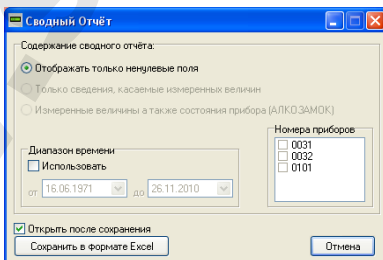 Сводный Отчёт
Содержание сводного отчёта:
Отображать только ненулевые поля
Только сведения, касаемые измеренных величин
Измеренные величины а также состояния прибора (АЛКОЗАМОК)
Номера приборов
0031
0032
0101
Диапазон времени
Использовать
от 16.06.1971 до 26.11.2010
Открыть после сохранения
Сохранить в формате Excel
Отмена